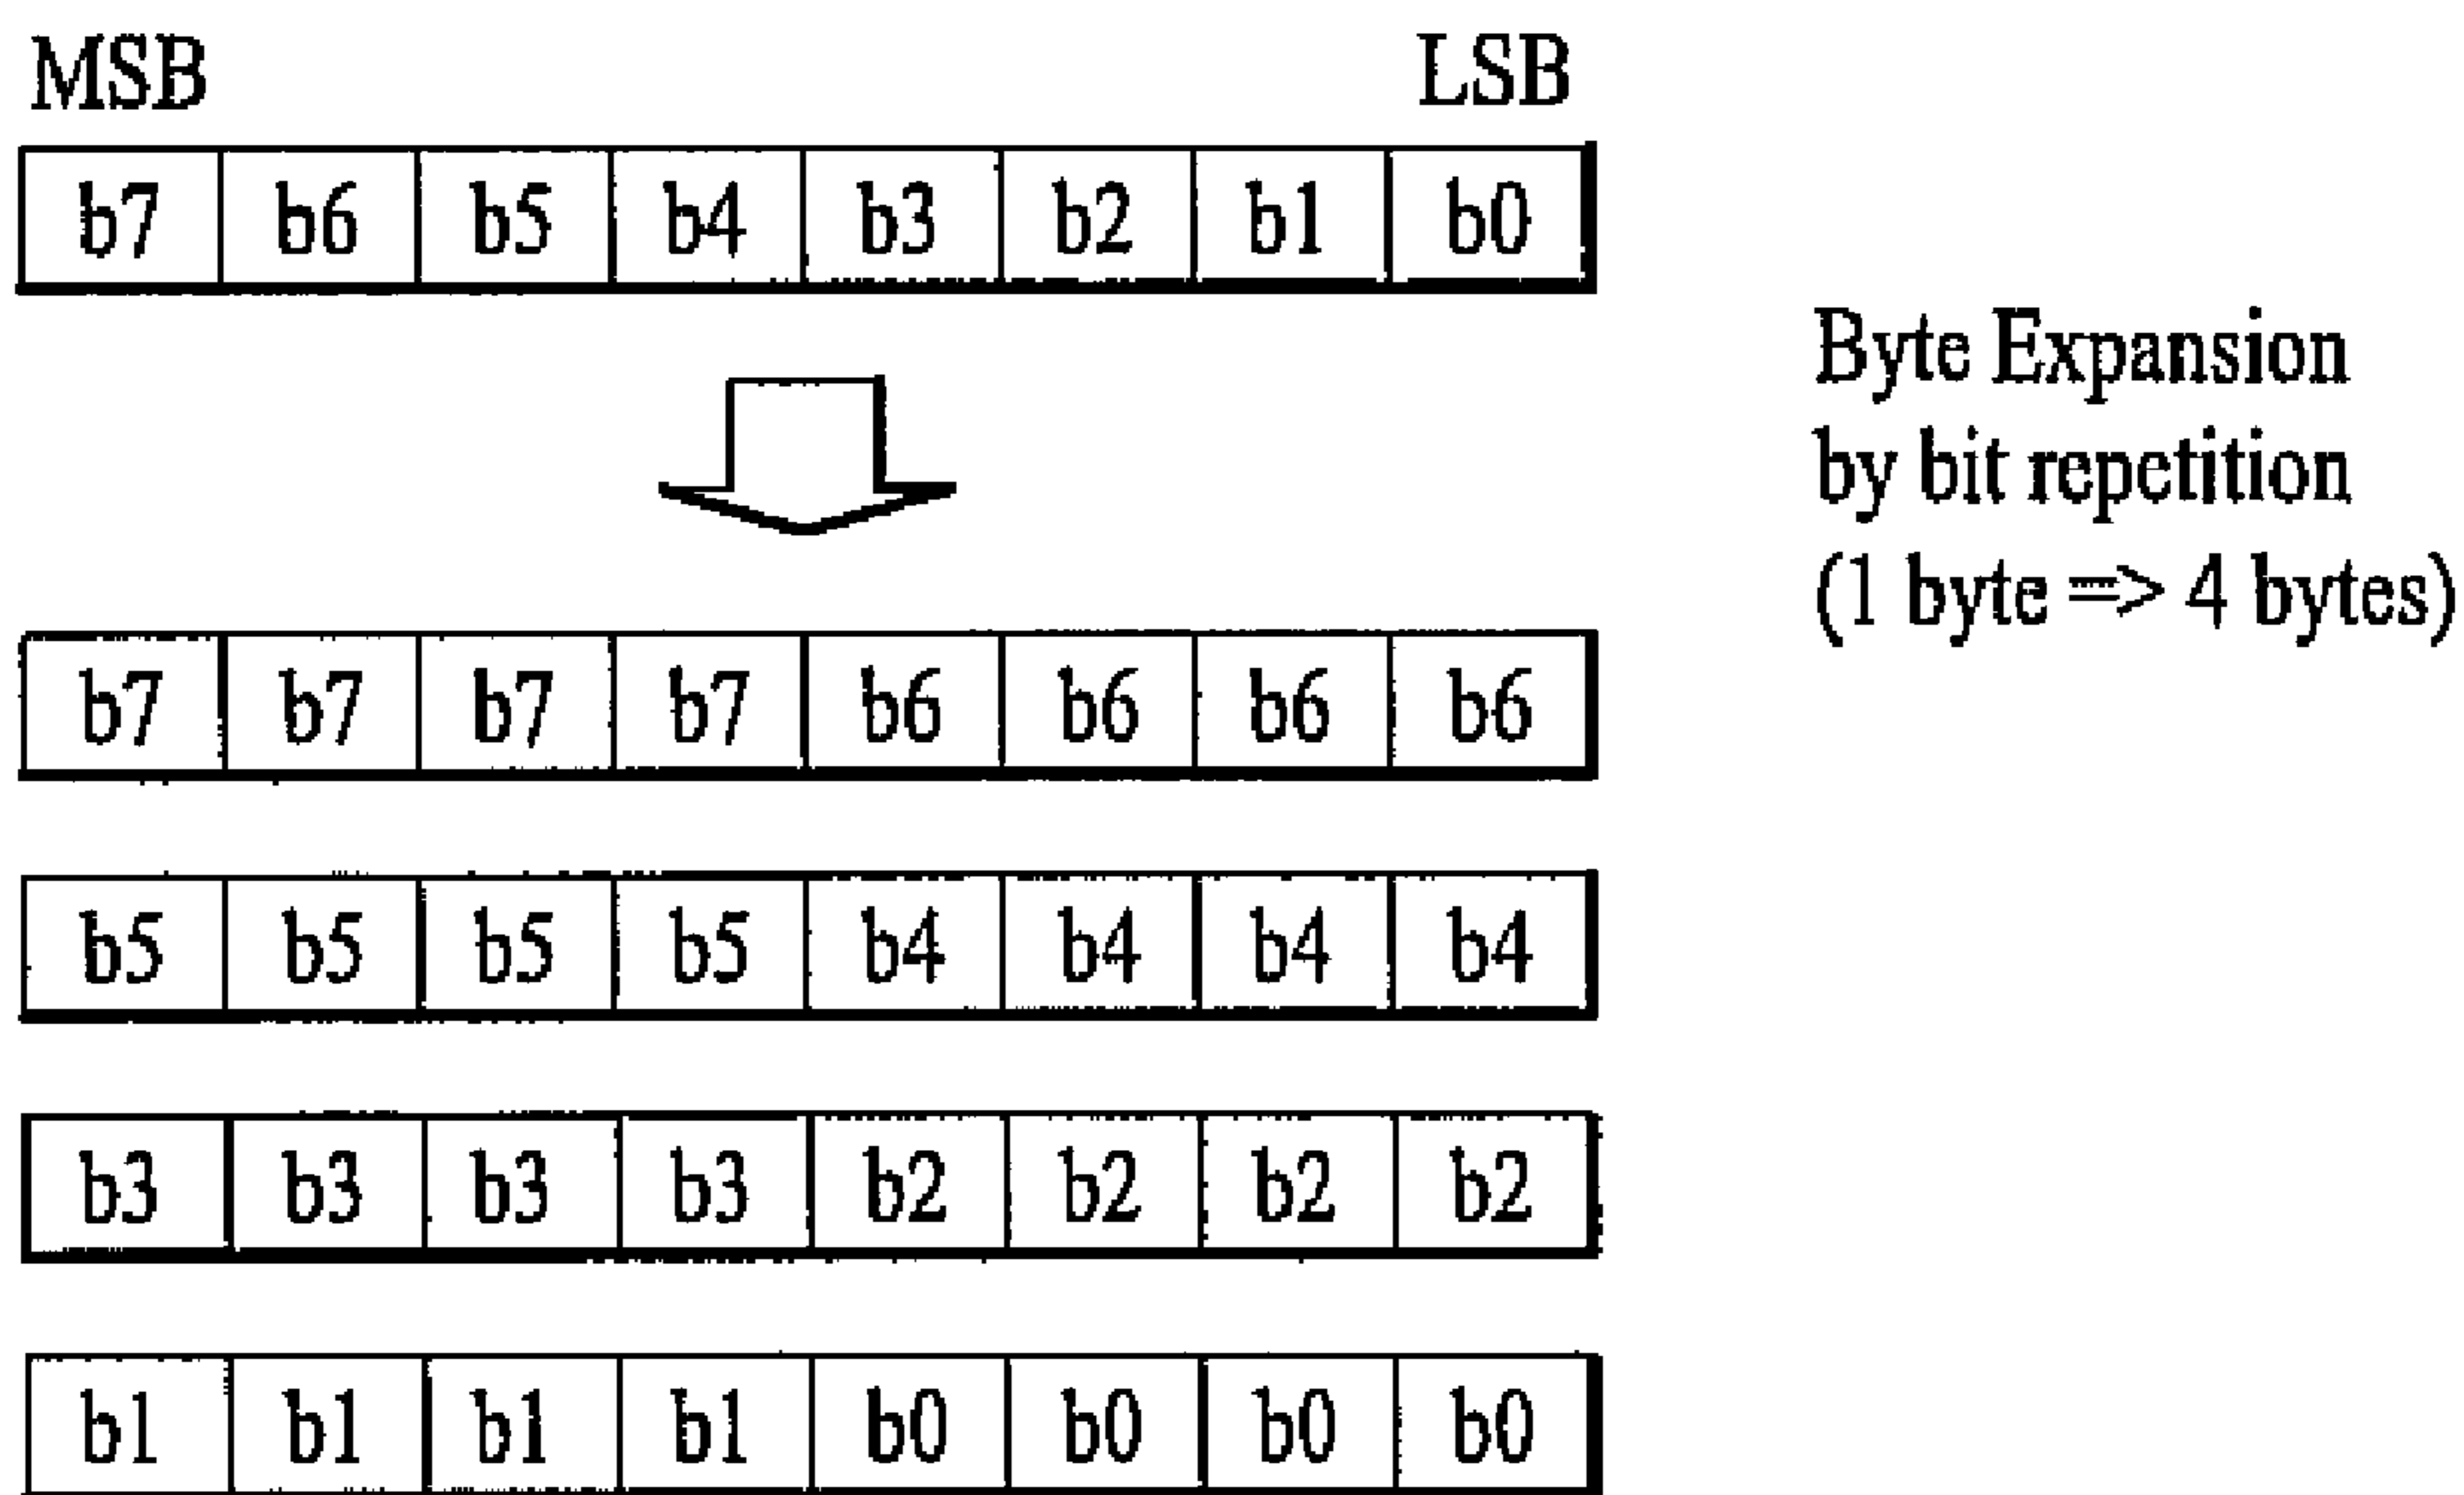 MSB LSB
b7 b6 b5 b4 b3 b2 b1 b0
Byte Expansion
by bit repetition
(1 byte => 4 bytes)
b7 b7 b7 b7 b6 b6 b6 b6
b5 b5 b5 b5 b4 b4 b4 b4
b3 b3 b3 b3 b2 b2 b2 b2
b1 b1 b1 b1 b0 b0 b0 b0